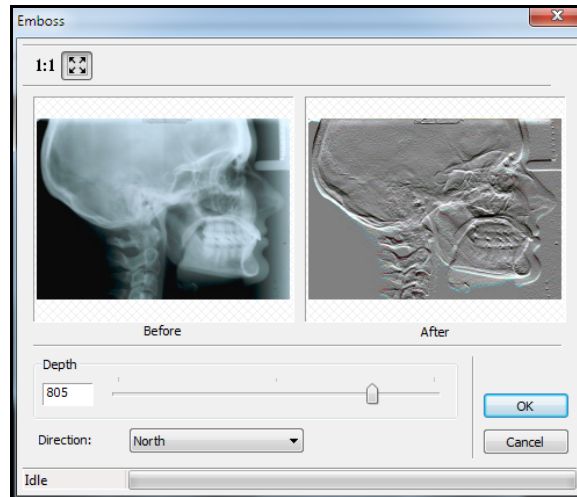 Emboss
1:1
Before
After
Depth
805
OK
Direction:
North
Cancel
Idle